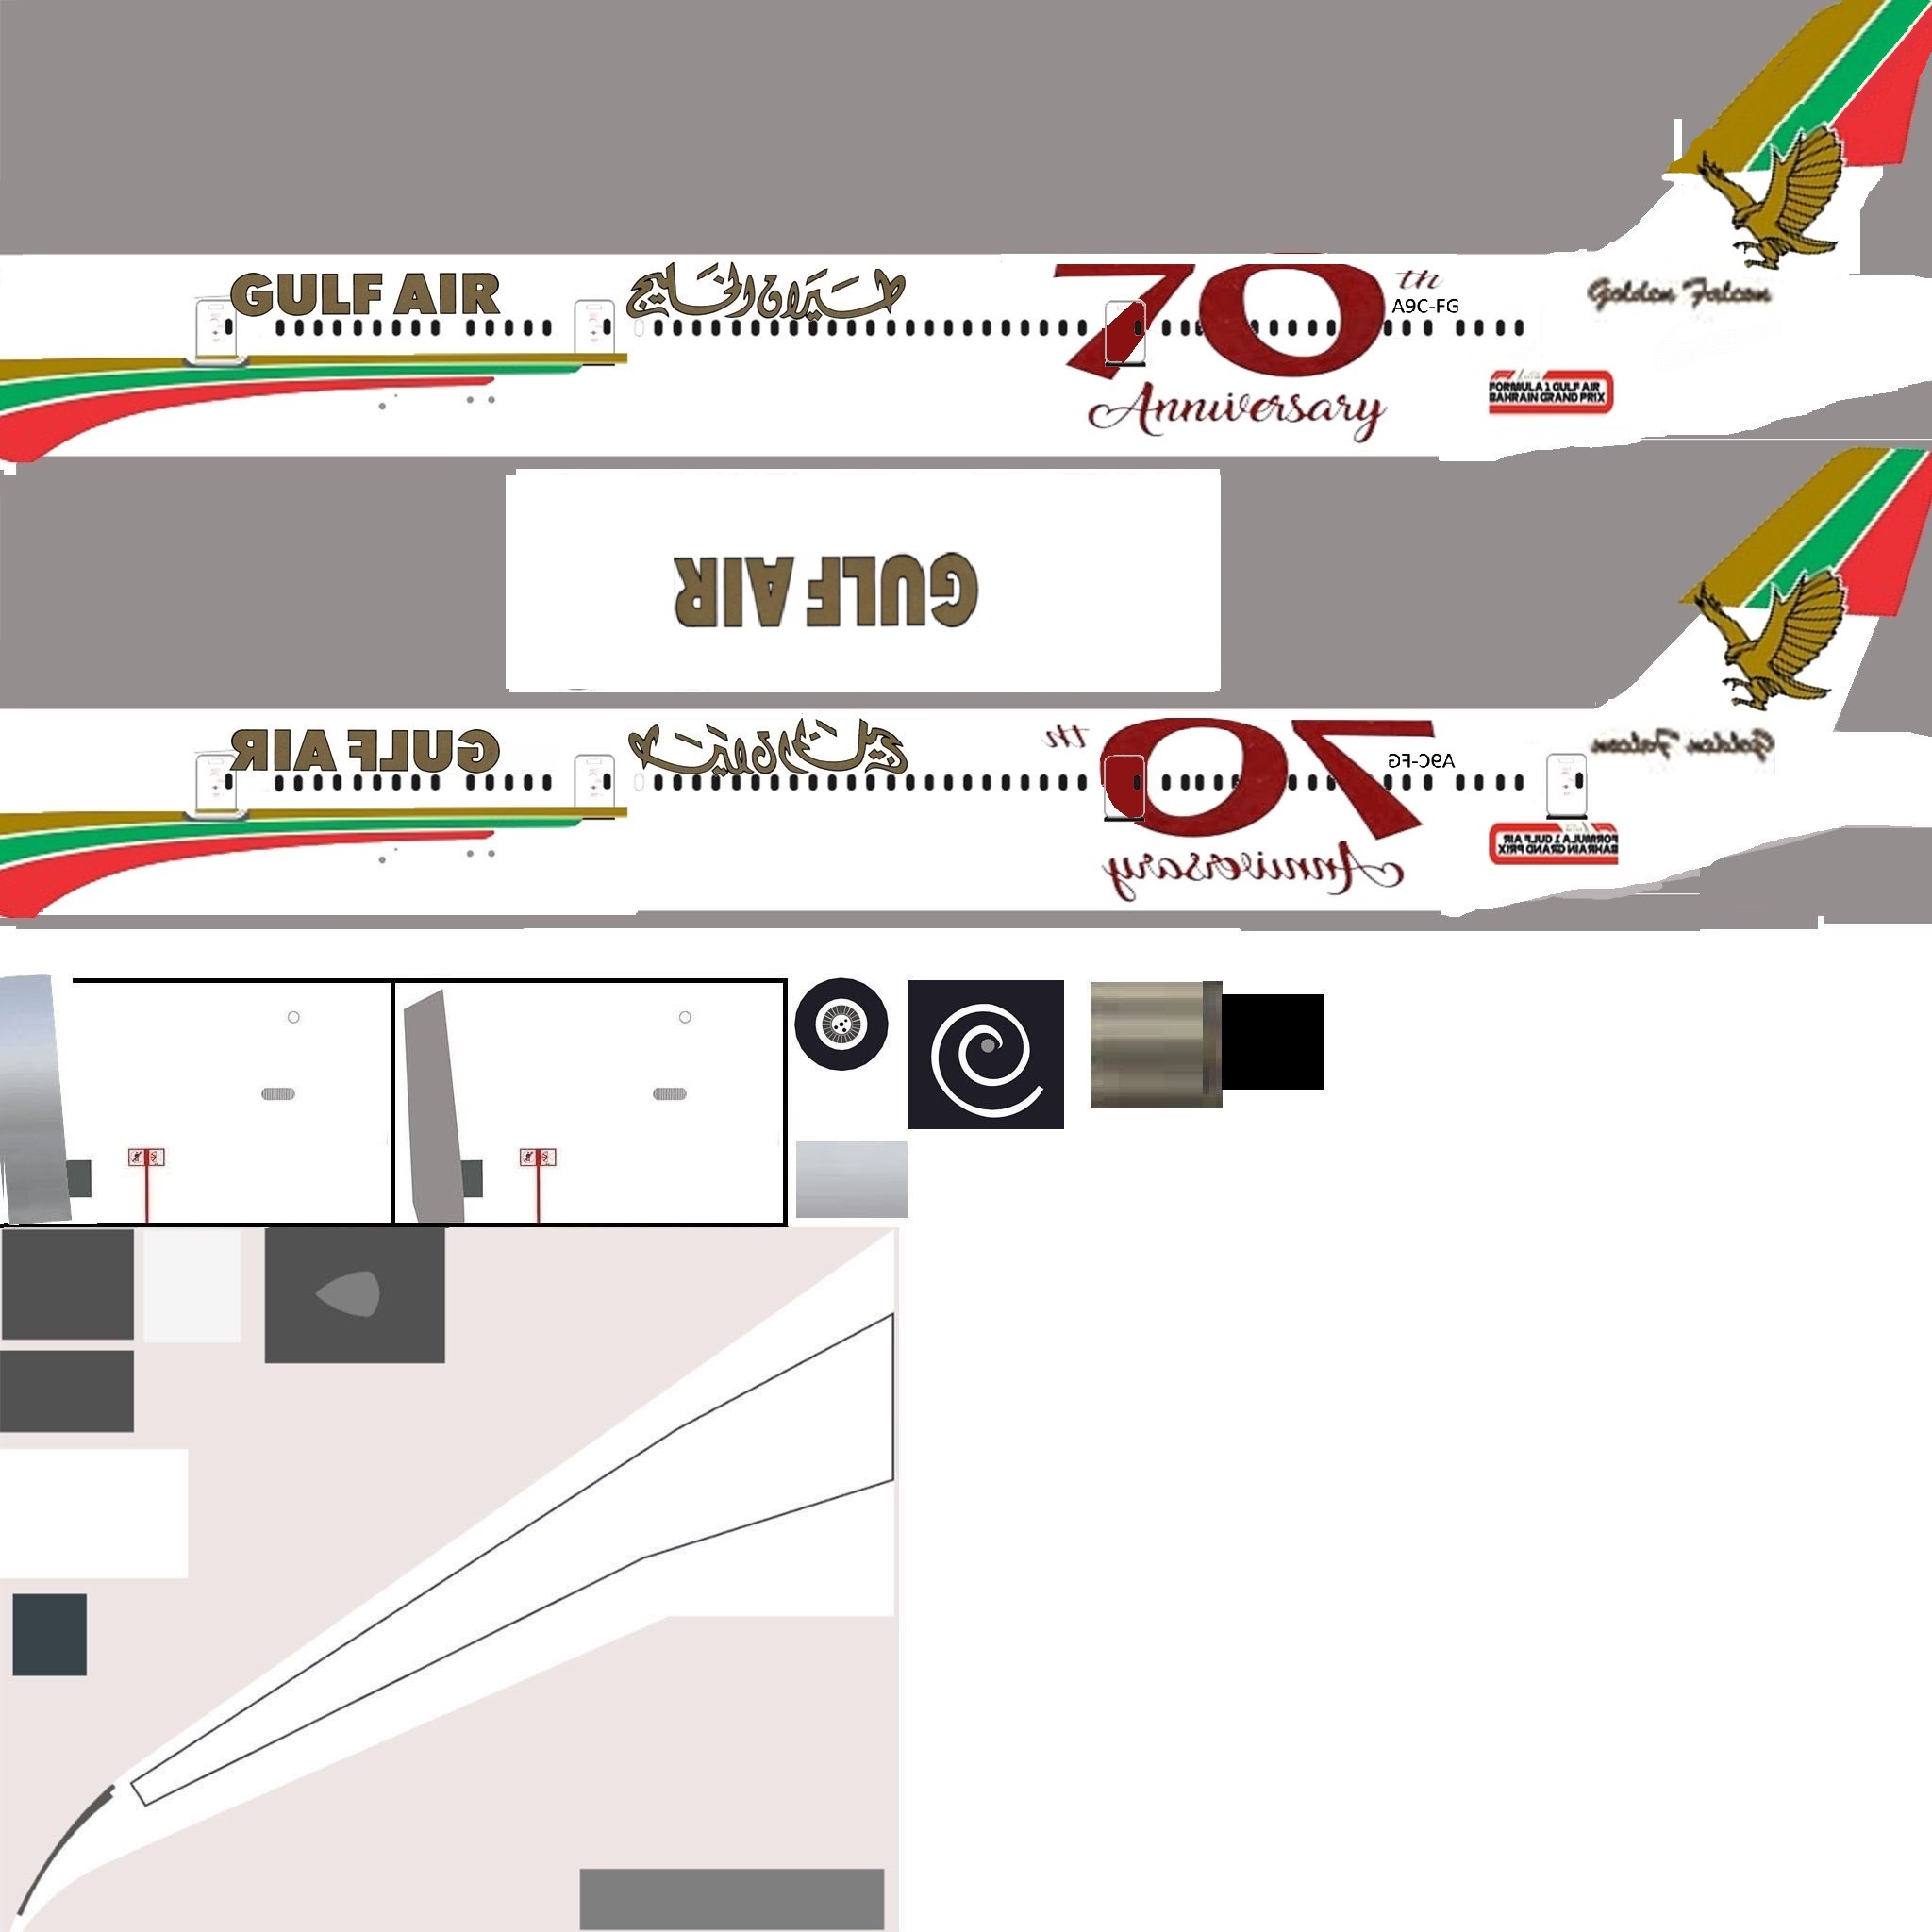 GULF AIR
طيران الخليج
70th
A9C-FG
Anniversary
Golden Falcon
FORMULA 1 GULF AIR
BAHRAIN GRAND PRIX
GULF AIR
GULF AIR
طيران الخليج
70th
A9C-FG
Anniversary
Golden Falcon
FORMULA 1 GULF AIR
BAHRAIN GRAND PRIX